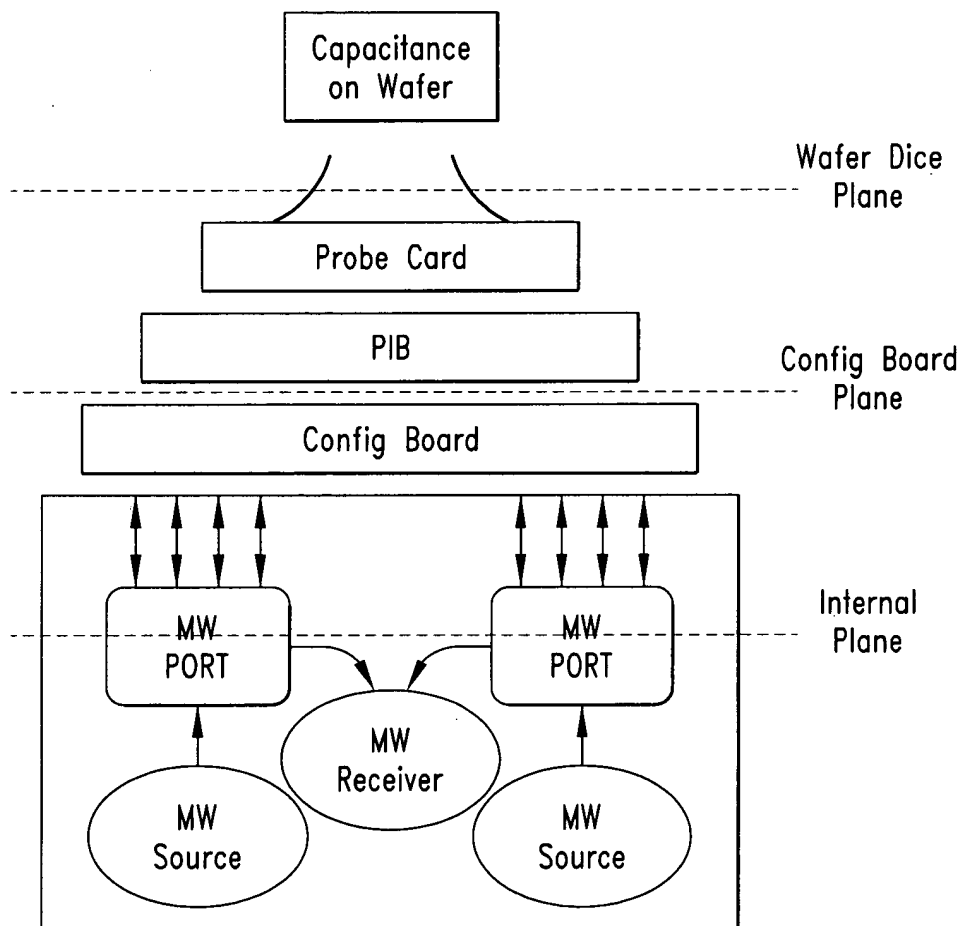 Capacitance
on Wafer
Wafer Dice
Plane
Probe Card
PIB
Config Board
Plane
Config Board
MW
PORT
MW
PORT
Internal
Plane
MW
Receiver
MW
Source
MW
Source